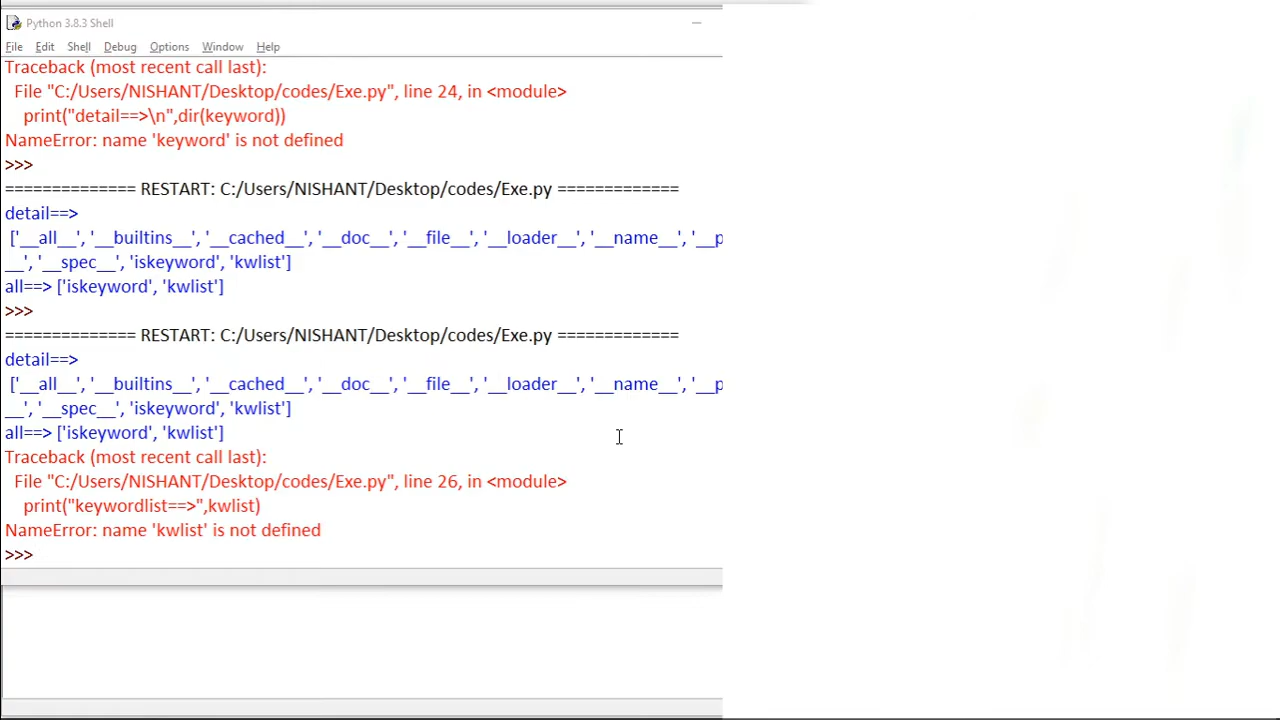 Python 3.8.3 Shell
File Edit Shell Debug Options Window Help
Traceback (most recent call last):
File "C:/Users/NISHANT/Desktop/codes/Exe.py", line 24, in <module>
print("detail==>\n",dir(keyword))
NameError: name 'keyword' is not defined
>>>
============== RESTART: C:/Users/NISHANT/Desktop/codes/Exe.py =============
detail==>
['__all__', '__builtins__', '__cached__', '__doc__', '__file__', '__loader__', '__name__', '__p
__', '__spec__', 'iskeyword', 'kwlist']
all==> ['iskeyword', 'kwlist']
>>>
============== RESTART: C:/Users/NISHANT/Desktop/codes/Exe.py =============
detail==>
['__all__', '__builtins__', '__cached__', '__doc__', '__file__', '__loader__', '__name__', '__p
__', '__spec__', 'iskeyword', 'kwlist']
all==> ['iskeyword', 'kwlist']
Traceback (most recent call last):
File "C:/Users/NISHANT/Desktop/codes/Exe.py", line 26, in <module>
print("keywordlist==>",kwlist)
NameError: name 'kwlist' is not defined
>>>